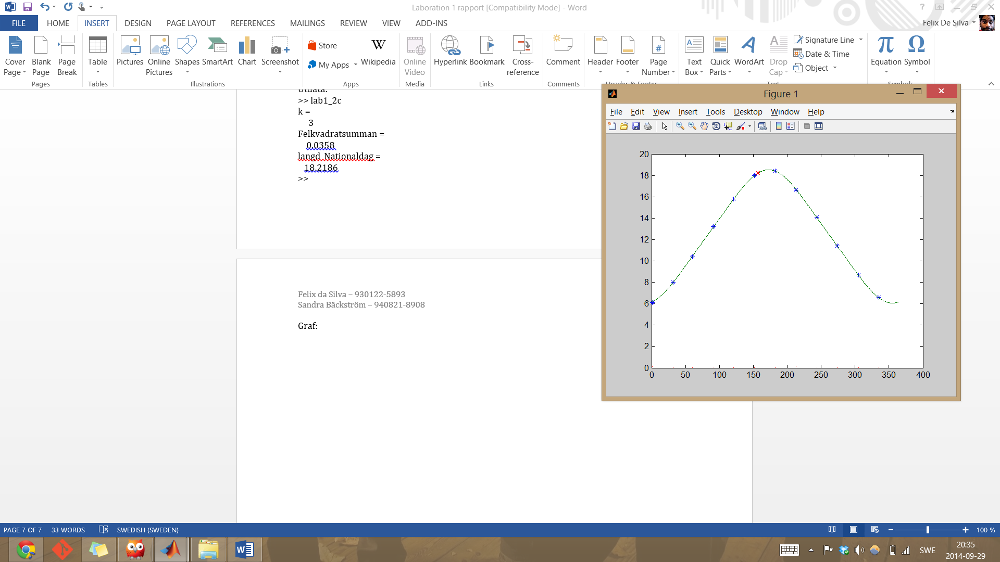 Laboration 1 rapport [Compatibility Mode] - Word
FILE HOME INSERT DESIGN PAGE LAYOUT REFERENCES MAILINGS REVIEW VIEW ADD-INS
Felix De Silva
Cover Page
Blank Page
Page Break
Pages
Table
Tables
Pictures
Online Pictures
Shapes
SmartArt
Chart
Screenshot
Illustrations
Store
My Apps
W
Wikipedia
Apps
Online Video
Media
Hyperlink
Bookmark
Cross-reference
Links
Comment
Comments
Header
Footer
Page Number
Header & Footer
Text Box
Quick Parts
WordArt
Drop Cap
Signature Line
Date & Time
Object
Text
π
Equation
Ω
Symbol
Symbols
Utdata:
>> lab1_2c
k =
3
Felkvadratsumman =
0.0358
langd_Nationaldag =
18.2186
>>
Felix da Silva – 930122-5893
Sandra Bäckström – 940821-8908
Graf:
Figure 1
File Edit View Insert Tools Desktop Window Help
20
18
16
14
12
10
8
6
4
2
0
0 50 100 150 200 250 300 350 400
PAGE 7 OF 7 33 WORDS SWEDISH (SWEDEN)
100 %
SWE
20:35
2014-09-29